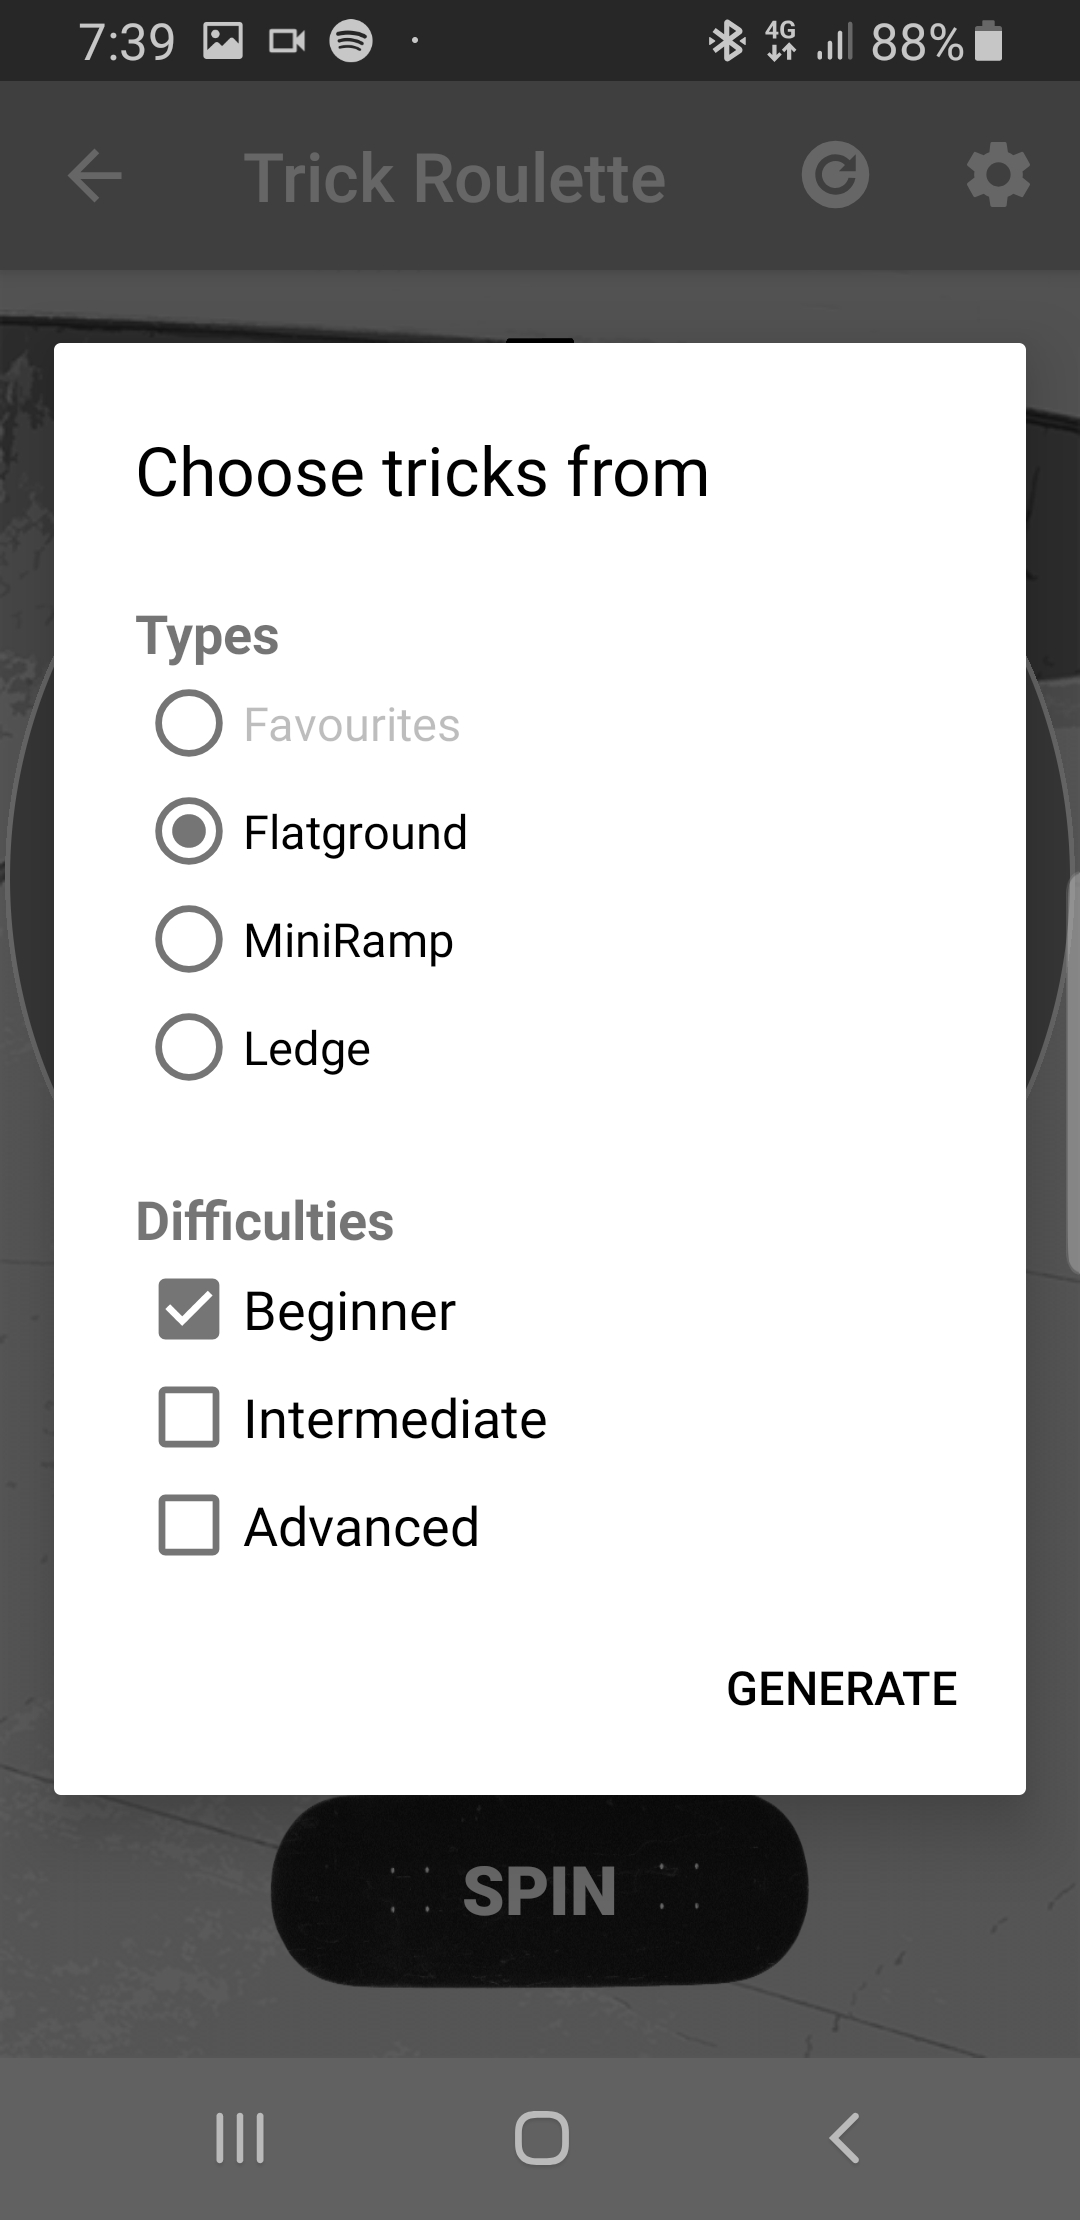 7:39 4G 88%
Trick Roulette
Choose tricks from
Types
Favourites
Flatground
MiniRamp
Ledge
Difficulties
Beginner
Intermediate
Advanced
GENERATE
SPIN